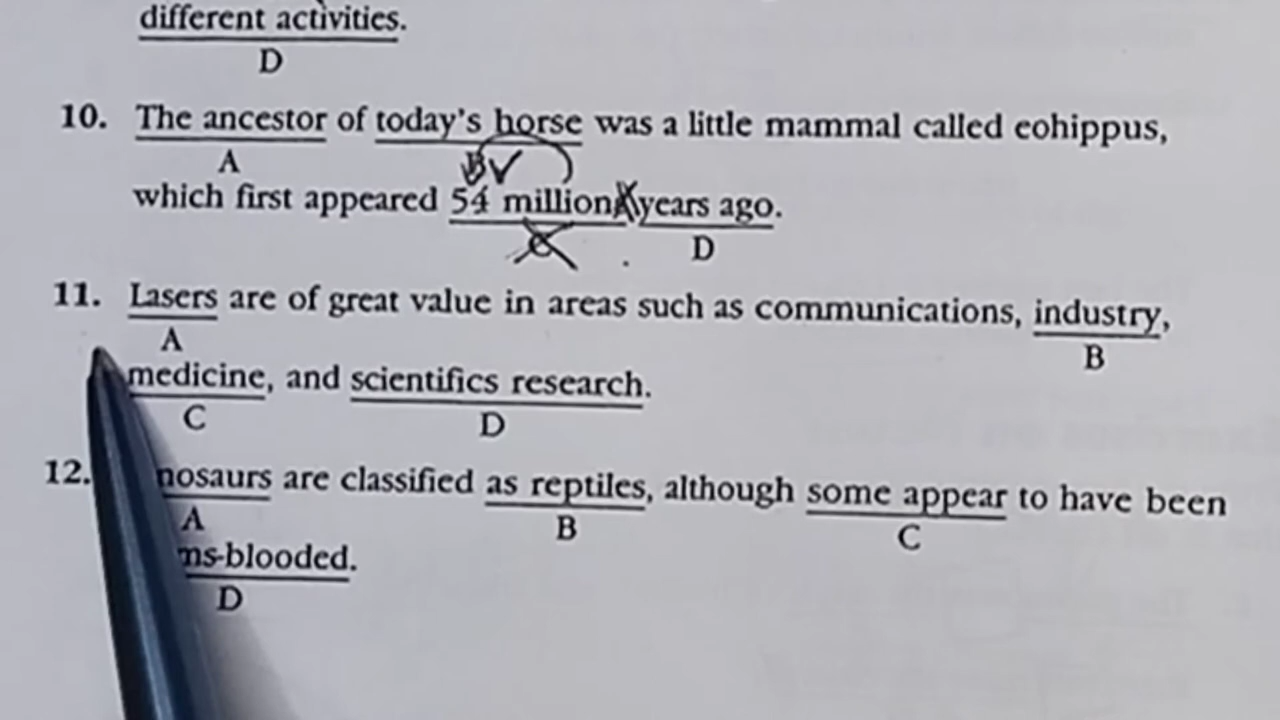 different activities.
D
10. The ancestor of today's horse was a little mammal called eohippus,
A B
which first appeared 54 million years ago.
C D
11. Lasers are of great value in areas such as communications, industry,
A B
medicine, and scientifics research.
C D
12. nosaurs are classified as reptiles, although some appear to have been
A B C
ms-blooded.
D